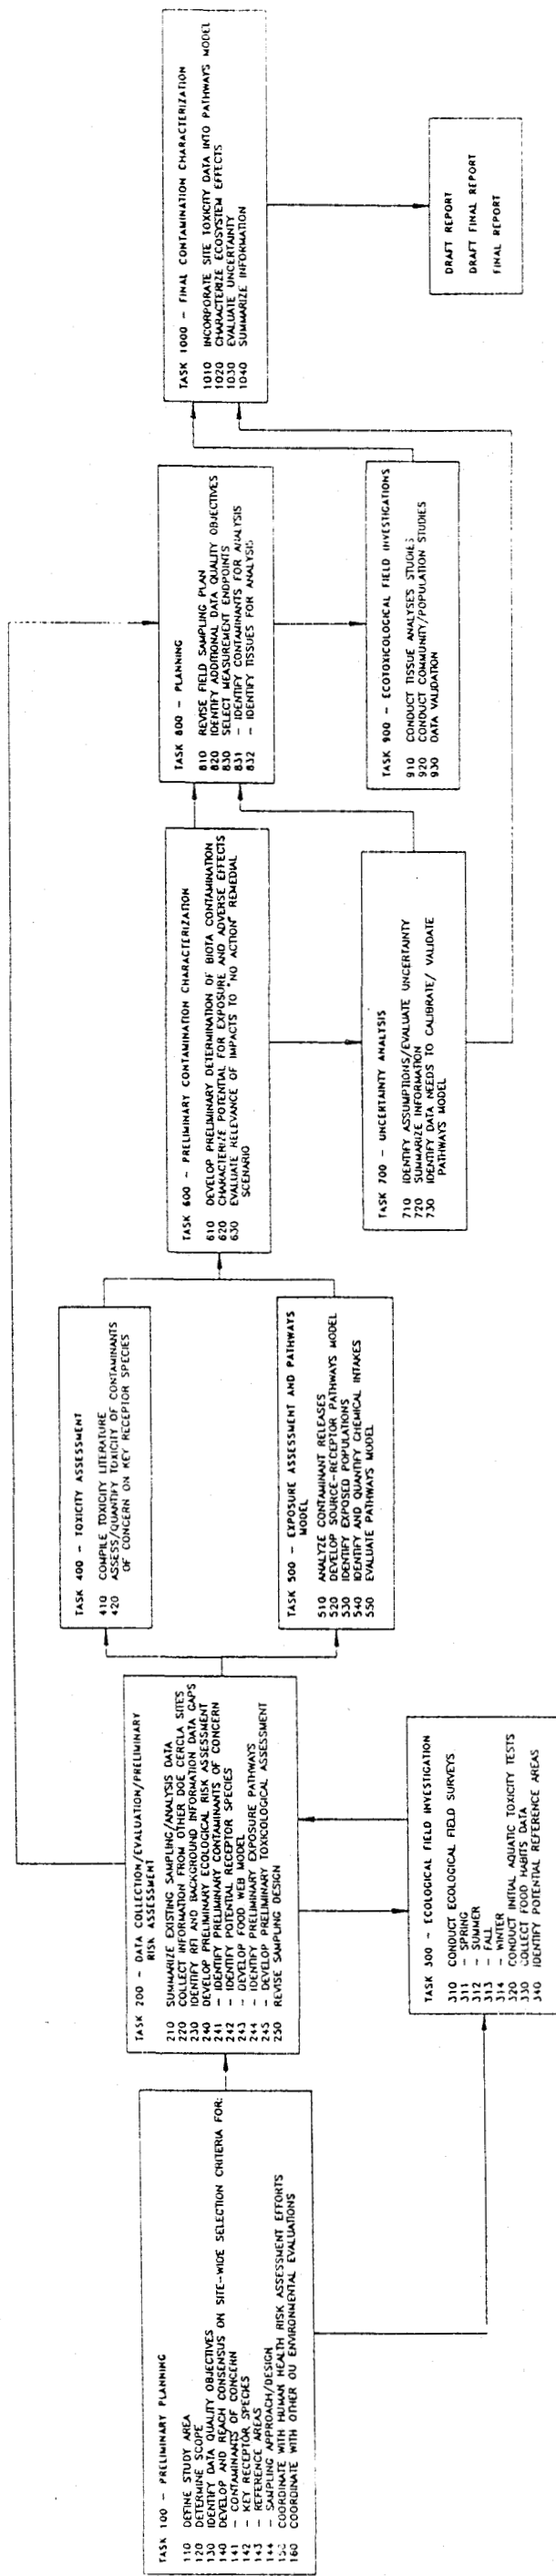 TASK 100 - PRELIMINARY PLANNING
110 DEFINE STUDY AREA
120 DETERMINE SCOPE
130 IDENTIFY DATA QUALITY OBJECTIVES
140 DEVELOP AND REACH CONSENSUS ON SITE-WIDE SELECTION CRITERIA FOR:
141 - CONTAMINANTS OF CONCERN
142 - KEY RECEPTOR SPECIES
143 - REFERENCE AREAS
144 - SAMPLING APPROACH/DESIGN
150 COORDINATE WITH HUMAN HEALTH RISK ASSESSMENT EFFORTS
160 COORDINATE WITH OTHER OU ENVIRONMENTAL EVALUATIONS
TASK 200 - DATA COLLECTION/EVALUATION/PRELIMINARY
RISK ASSESSMENT
210 SUMMARIZE EXISTING SAMPLING/ANALYSIS DATA
220 COLLECT INFORMATION FROM OTHER DOE CERCLA SITES
230 IDENTIFY RFI AND BACKGROUND INFORMATION DATA GAPS
240 DEVELOP PRELIMINARY ECOLOGICAL RISK ASSESSMENT
241 - IDENTIFY PRELIMINARY CONTAMINANTS OF CONCERN
242 - IDENTIFY POTENTIAL RECEPTOR SPECIES
243 - DEVELOP FOOD WEB MODEL
244 - IDENTIFY PRELIMINARY EXPOSURE PATHWAYS
245 - DEVELOP PRELIMINARY TOXICOLOGICAL ASSESSMENT
250 REVISE SAMPLING DESIGN
TASK 300 - ECOLOGICAL FIELD INVESTIGATION
310 CONDUCT ECOLOGICAL FIELD SURVEYS
311 - SPRING
312 - SUMMER
313 - FALL
314 - WINTER
320 CONDUCT INITIAL AQUATIC TOXICITY TESTS
330 COLLECT FOOD HABITS DATA
340 IDENTIFY POTENTIAL REFERENCE AREAS
TASK 400 - TOXICITY ASSESSMENT
410 COMPILE TOXICITY LITERATURE
420 ASSESS/QUANTIFY TOXICITY OF CONTAMINANTS
OF CONCERN ON KEY RECEPTOR SPECIES
TASK 500 - EXPOSURE ASSESSMENT AND PATHWAYS
MODEL
510 ANALYZE CONTAMINANT RELEASES
520 DEVELOP SOURCE-RECEPTOR PATHWAYS MODEL
530 IDENTIFY EXPOSED POPULATIONS
540 IDENTIFY AND QUANTIFY CHEMICAL INTAKES
550 EVALUATE PATHWAYS MODEL
TASK 600 - PRELIMINARY CONTAMINATION CHARACTERIZATION
610 DEVELOP PRELIMINARY DETERMINATION OF BIOTA CONTAMINATION
620 CHARACTERIZE POTENTIAL FOR EXPOSURE AND ADVERSE EFFECTS
630 EVALUATE RELEVANCE OF IMPACTS TO "NO ACTION" REMEDIAL
SCENARIO
TASK 700 - UNCERTAINTY ANALYSIS
710 IDENTIFY ASSUMPTIONS/EVALUATE UNCERTAINTY
720 SUMMARIZE INFORMATION
730 IDENTIFY DATA NEEDS TO CALIBRATE/ VALIDATE
PATHWAYS MODEL
TASK 800 - PLANNING
810 REVISE FIELD SAMPLING PLAN
820 IDENTIFY ADDITIONAL DATA QUALITY OBJECTIVES
830 SELECT MEASUREMENT ENDPOINTS
831 - IDENTIFY CONTAMINANTS FOR ANALYSIS
832 - IDENTIFY TISSUES FOR ANALYSIS
TASK 900 - ECOTOXICOLOGICAL FIELD INVESTIGATIONS
910 CONDUCT TISSUE ANALYSES STUDIES
920 CONDUCT COMMUNITY/POPULATION STUDIES
930 DATA VALIDATION
TASK 1000 - FINAL CONTAMINATION CHARACTERIZATION
1010 INCORPORATE SITE TOXICITY DATA INTO PATHWAYS MODEL
1020 CHARACTERIZE ECOSYSTEM EFFECTS
1030 EVALUATE UNCERTAINTY
1040 SUMMARIZE INFORMATION
DRAFT REPORT
DRAFT FINAL REPORT
FINAL REPORT